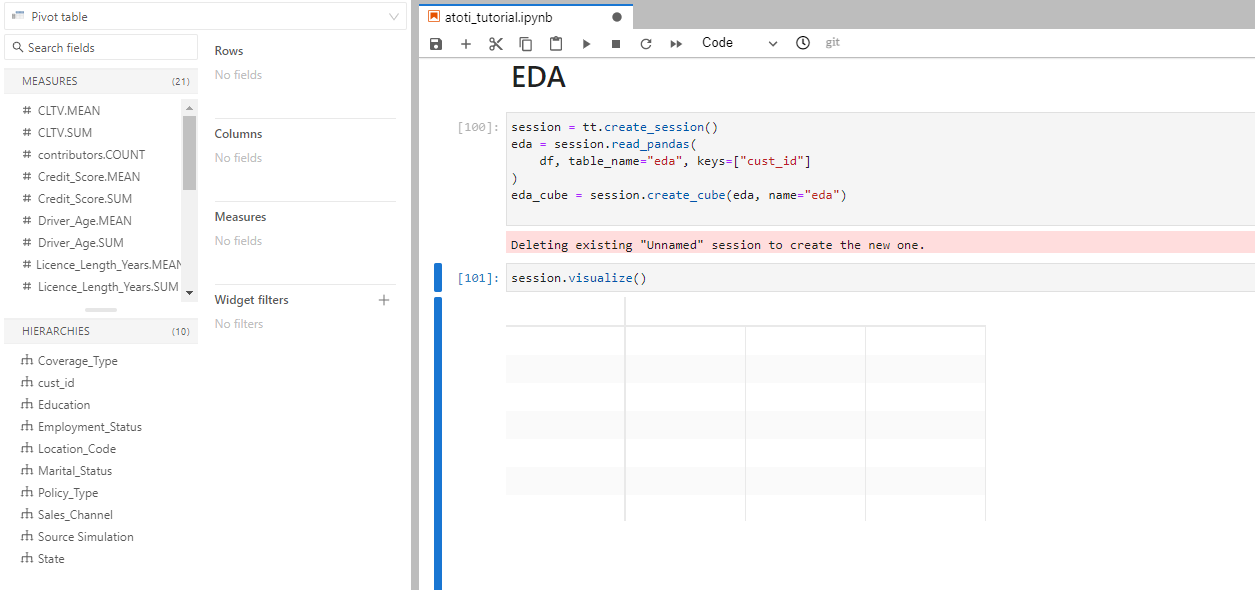 Pivot table
Search fields
MEASURES (21)
# CLTV.MEAN
# CLTV.SUM
# contributors.COUNT
# Credit_Score.MEAN
# Credit_Score.SUM
# Driver_Age.MEAN
# Driver_Age.SUM
# Licence_Length_Years.MEAN
# Licence_Length_Years.SUM
HIERARCHIES (10)
Coverage_Type
cust_id
Education
Employment_Status
Location_Code
Marital_Status
Policy_Type
Sales_Channel
Source Simulation
State
Rows
No fields
Columns
No fields
Measures
No fields
Widget filters +
No filters
atoti_tutorial.ipynb
Code
git
EDA
[100]: session = tt.create_session()
eda = session.read_pandas(
df, table_name="eda", keys=["cust_id"]
)
eda_cube = session.create_cube(eda, name="eda")
Deleting existing "Unnamed" session to create the new one.
[101]: session.visualize()